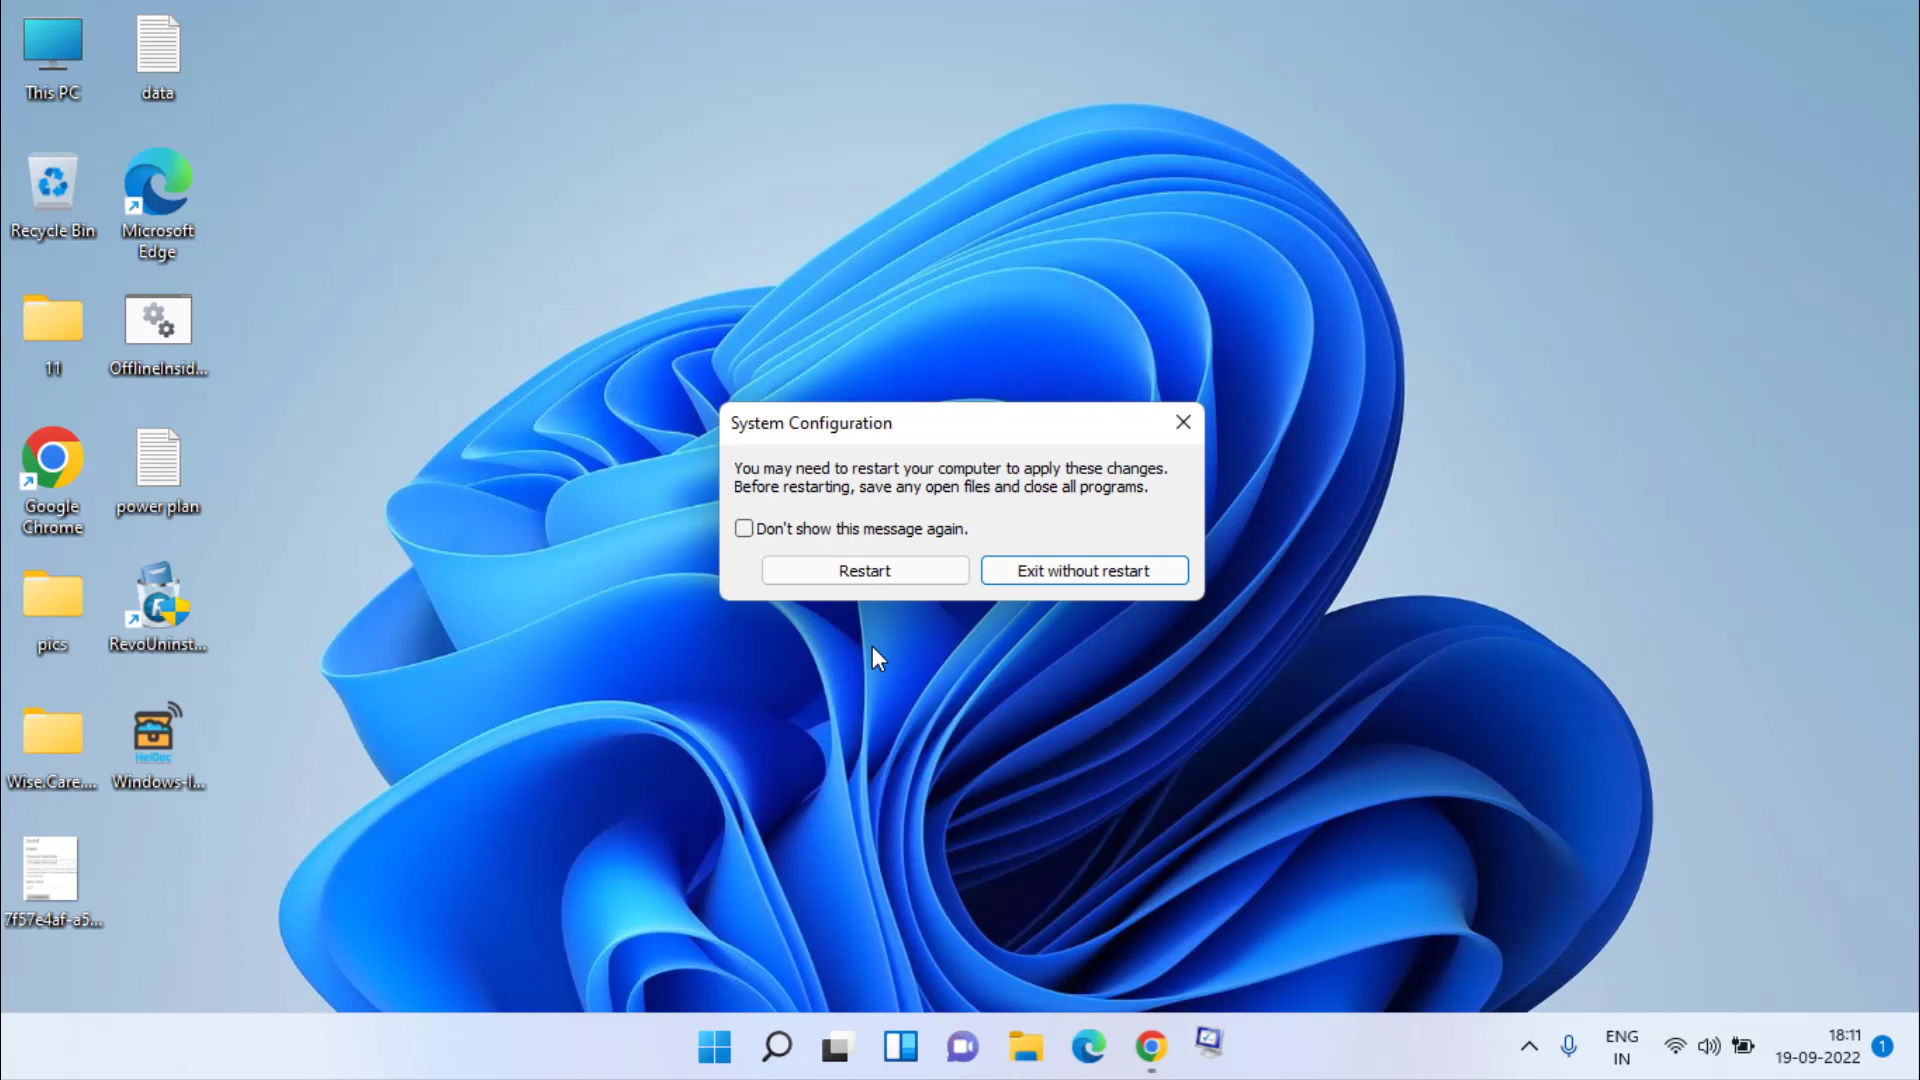 This PC
data
Recycle Bin
Microsoft
Edge
11
OfflineInsid...
Google
Chrome
power plan
pics
RevoUninst...
Wise.Care....
HeiDoc
Windows-I...
7f57e4af-a5...
System Configuration
You may need to restart your computer to apply these changes.
Before restarting, save any open files and close all programs.
Don't show this message again.
Restart
Exit without restart
ENG
IN
18:11
19-09-2022
1